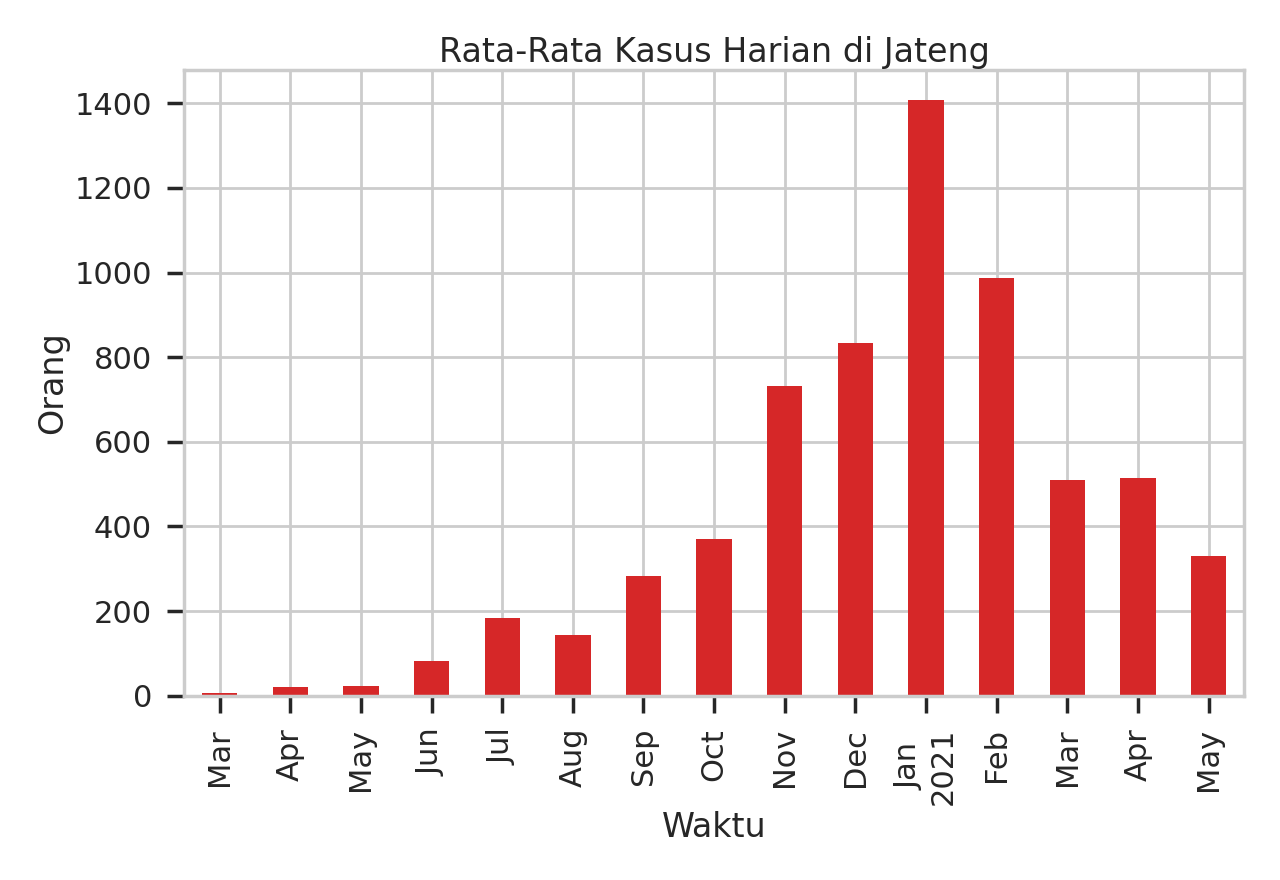 Rata-Rata Kasus Harian di Jateng
1400
1200
1000
800
600
400
200
0
Orang
Mar
Apr
May
Jun
Jul
Aug
Sep
Oct
Nov
Dec
Jan
2021
Feb
Mar
Apr
May
Waktu